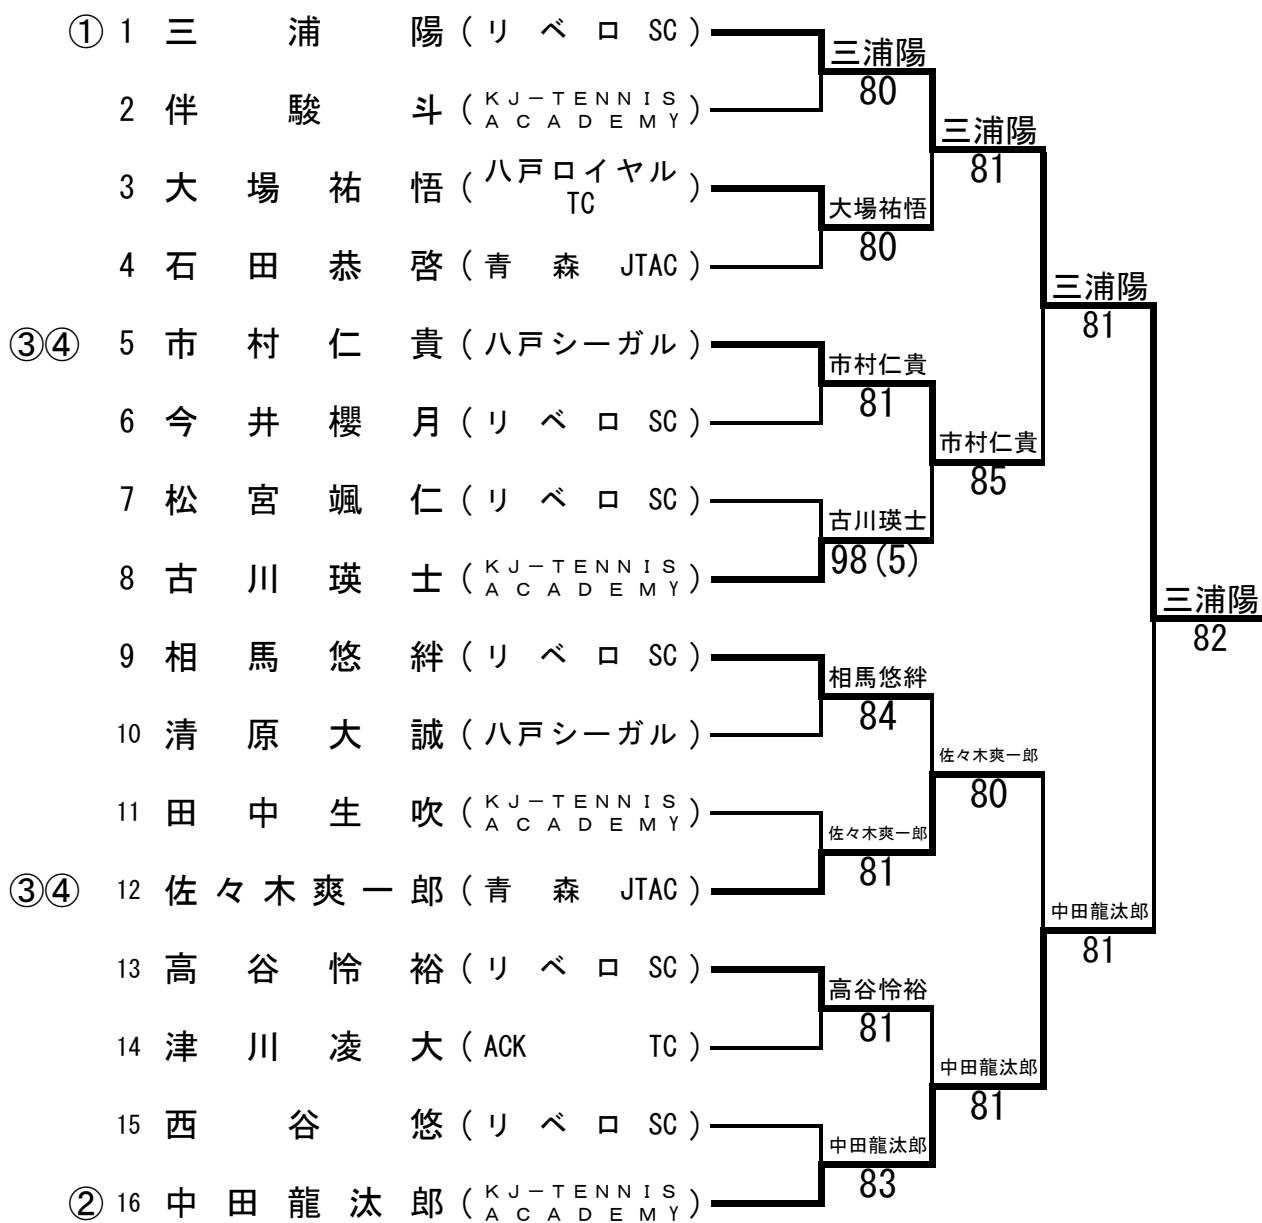 ① 1 三浦陽 (リベロ SC)
2 伴駿斗 (KJ-TENNIS ACADEMY)
3 大場祐悟 (八戸ロイヤル TC)
4 石田恭啓 (青森 JTAC)
③④ 5 市村仁貴 (八戸シーガル)
6 今井櫻月 (リベロ SC)
7 松宮颯仁 (リベロ SC)
8 古川瑛士 (KJ-TENNIS ACADEMY)
9 相馬悠絆 (リベロ SC)
10 清原大誠 (八戸シーガル)
11 田中生吹 (KJ-TENNIS ACADEMY)
③④ 12 佐々木爽一郎 (青森 JTAC)
13 高谷怜裕 (リベロ SC)
14 津川凌大 (ACK TC)
15 西谷悠 (リベロ SC)
② 16 中田龍汰郎 (KJ-TENNIS ACADEMY)
三浦陽
80
大場祐悟
80
市村仁貴
81
古川瑛士
98(5)
相馬悠絆
84
佐々木爽一郎
81
高谷怜裕
81
中田龍汰郎
83
三浦陽
81
市村仁貴
85
佐々木爽一郎
80
中田龍汰郎
81
三浦陽
81
中田龍汰郎
81
三浦陽
82